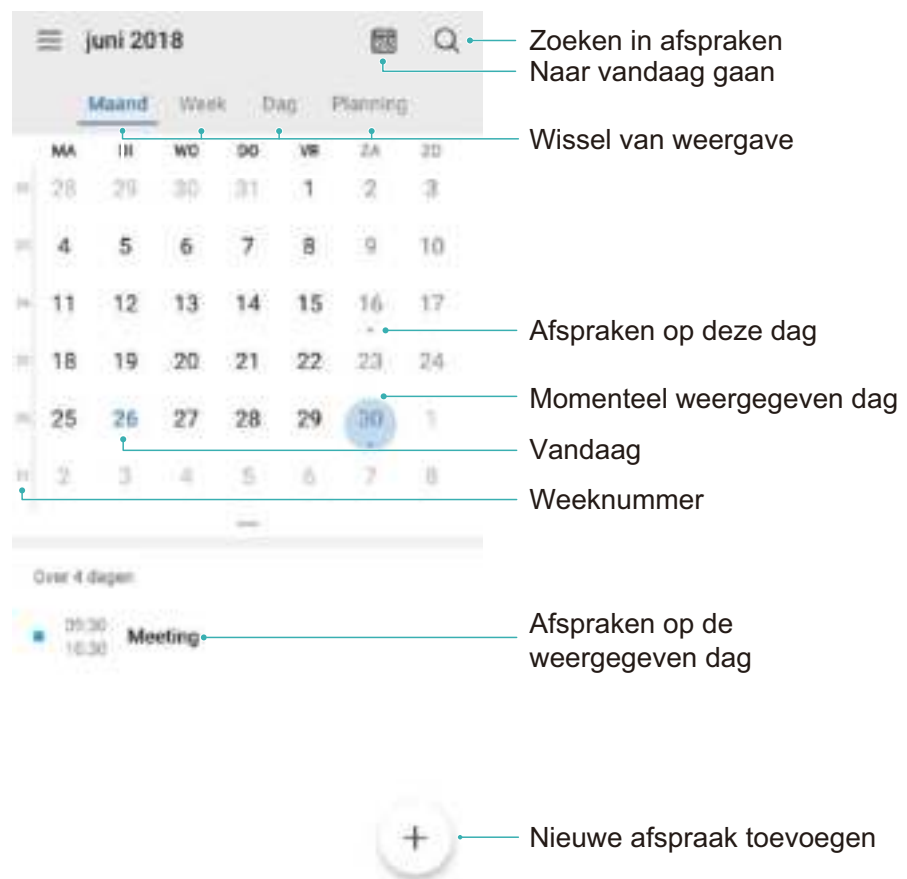 juni 2018
Zoeken in afspraken
Naar vandaag gaan
Maand Week Dag Planning
Wissel van weergave
MA DI WO DO VR ZA ZO
28 29 30 31 1 2 3
4 5 6 7 8 9 10
11 12 13 14 15 16 17
Afspraken op deze dag
18 19 20 21 22 23 24
Momenteel weergegeven dag
25 26 27 28 29 30 1
Vandaag
2 3 4 5 6 7 8
Weeknummer
Over 4 dagen
09:30
10:30
Meeting
Afspraken op de
weergegeven dag
Nieuwe afspraak toevoegen